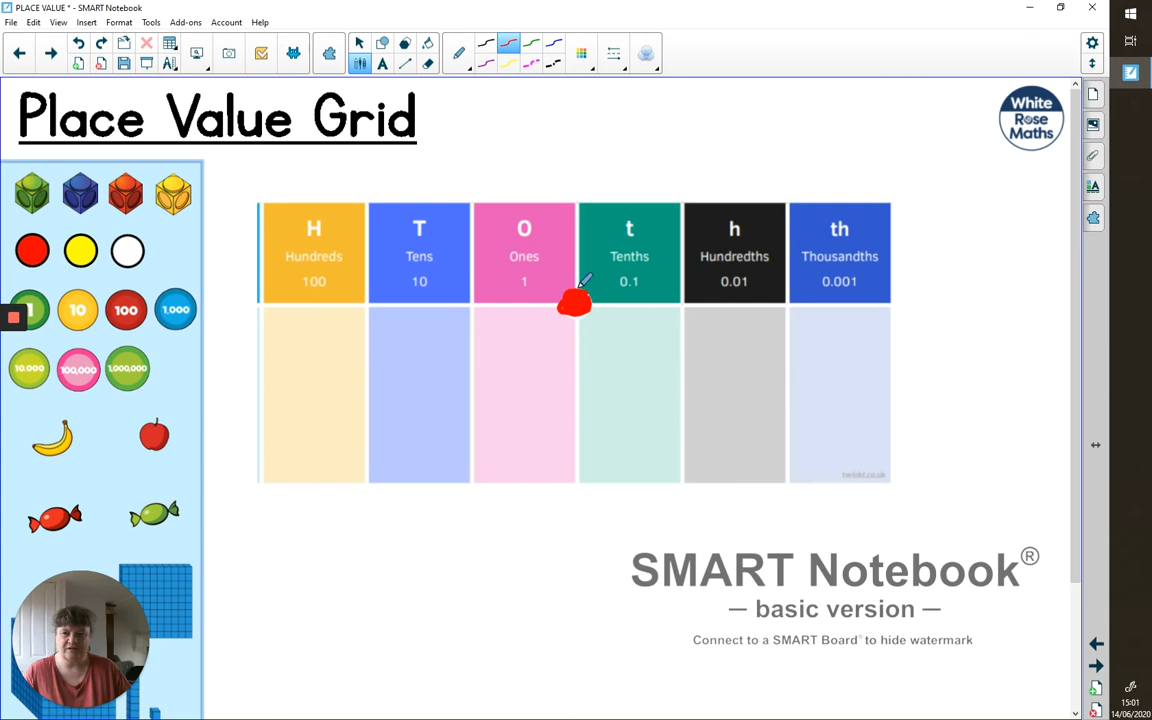 PLACE VALUE * - SMART Notebook
File Edit View Insert Format Tools Add-ons Account Help
Place Value Grid
White
Rose
Maths
H T O t h th
Hundreds Tens Ones Tenths Hundredths Thousandths
100 10 1 0.1 0.01 0.001
1 10 100 1,000
10,000 100,000 1,000,000
twinkl.co.uk
SMART Notebook®
— basic version —
Connect to a SMART Board® to hide watermark
15:01
14/06/2020